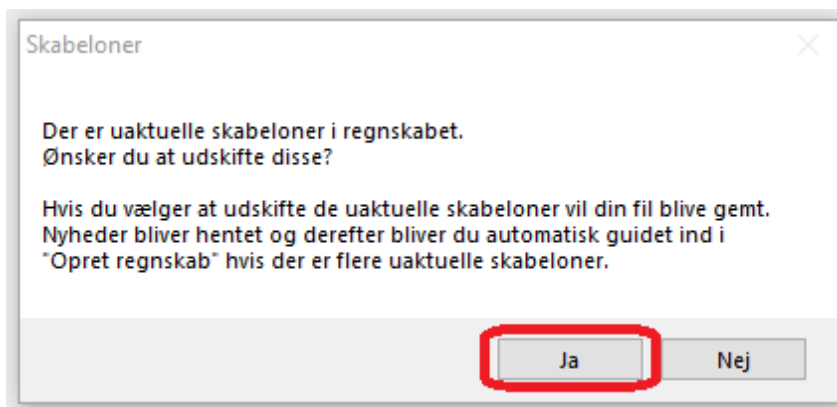 Skabeloner
Der er uaktuelle skabeloner i regnskabet.
Ønsker du at udskifte disse?
Hvis du vælger at udskifte de uaktuelle skabeloner vil din fil blive gemt.
Nyheder bliver hentet og derefter bliver du automatisk guidet ind i
"Opret regnskab" hvis der er flere uaktuelle skabeloner.
Ja
Nej